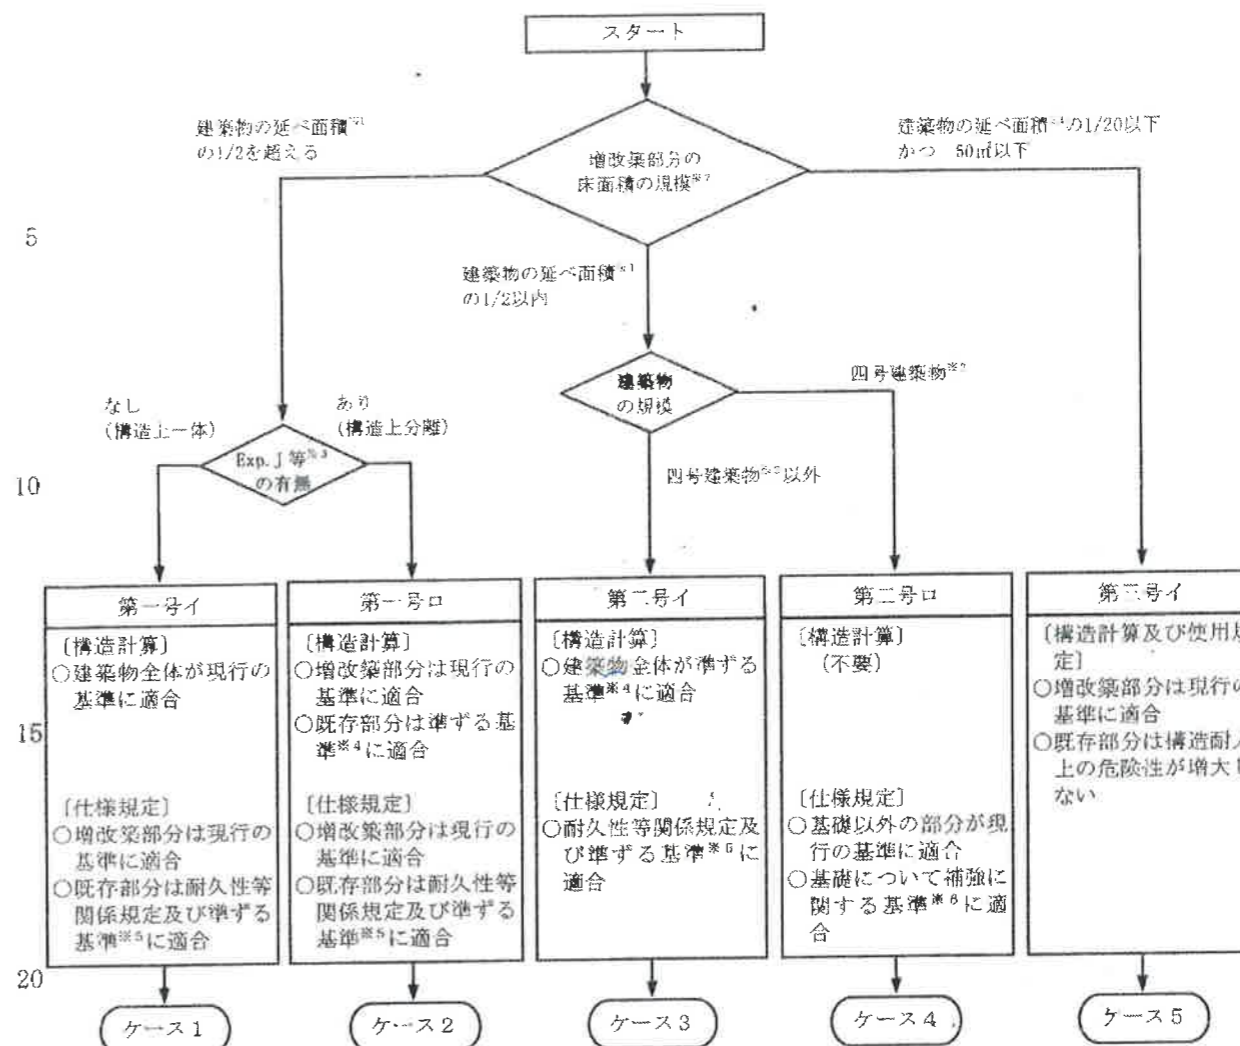 スタート
建築物の延べ面積※1
の1/2を超える
増改築部分の
床面積の規模※7
建築物の延べ面積※1の1/20以下
かつ 50㎡以下
5
建築物の延べ面積※1
の1/2以内
建築物
の規模
四号建築物※2
なし
(構造上一体)
あり
(構造上分離)
Exp.J等※3
の有無
四号建築物※2以外
10
第一号イ
〔構造計算〕
○建築物全体が現行の
基準に適合
〔仕様規定〕
○増改築部分は現行の
基準に適合
○既存部分は耐久性等
関係規定及び準ずる
基準※5に適合
ケース1
第一号ロ
〔構造計算〕
○増改築部分は現行の
基準に適合
○既存部分は準ずる基
準※4に適合
〔仕様規定〕
○増改築部分は現行の
基準に適合
○既存部分は耐久性等
関係規定及び準ずる
基準※5に適合
ケース2
第二号イ
〔構造計算〕
○建築物全体が準ずる
基準※4に適合
〔仕様規定〕
○耐久性等関係規定及
び準ずる基準※5に
適合
ケース3
第二号ロ
〔構造計算〕
(不要)
〔仕様規定〕
○基礎以外の部分が現
行の基準に適合
○基礎について補強に
関する基準※6に適
合
ケース4
第三号イ
〔構造計算及び使用規
定〕
○増改築部分は現行の
基準に適合
○既存部分は構造耐
上の危険性が増大
ない
ケース5
15
20